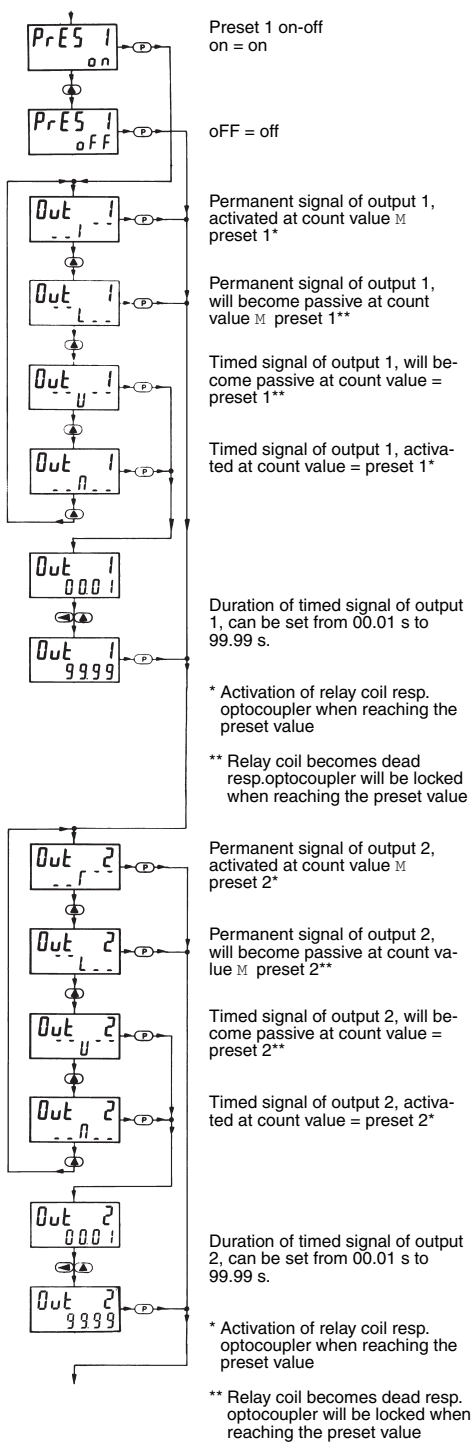 PrES 1
on
P
Preset 1 on-off
on = on
PrES 1
oFF
P
oFF = off
Out 1
P
Permanent signal of output 1,
activated at count value M
preset 1*
Out 1
P
Permanent signal of output 1,
will become passive at count
value M preset 1**
Out 1
P
Timed signal of output 1, will be-
come passive at count value =
preset 1**
Out 1
P
Timed signal of output 1, activa-
ted at count value = preset 1*
Out 1
00.01
Out 1
99.99
P
Duration of timed signal of output
1, can be set from 00.01 s to
99.99 s.
* Activation of relay coil resp.
optocoupler when reaching the
preset value
** Relay coil becomes dead
resp.optocoupler will be locked
when reaching the preset value
Out 2
P
Permanent signal of output 2,
activated at count value M
preset 2*
Out 2
P
Permanent signal of output 2,
will become passive at count va-
lue M preset 2**
Out 2
P
Timed signal of output 2, will be-
come passive at count value =
preset 2**
Out 2
P
Timed signal of output 2, activa-
ted at count value = preset 2*
Out 2
00.01
Out 2
99.99
P
Duration of timed signal of output
2, can be set from 00.01 s to
99.99 s.
* Activation of relay coil resp.
optocoupler when reaching the
preset value
** Relay coil becomes dead resp.
optocoupler will be locked when
reaching the preset value